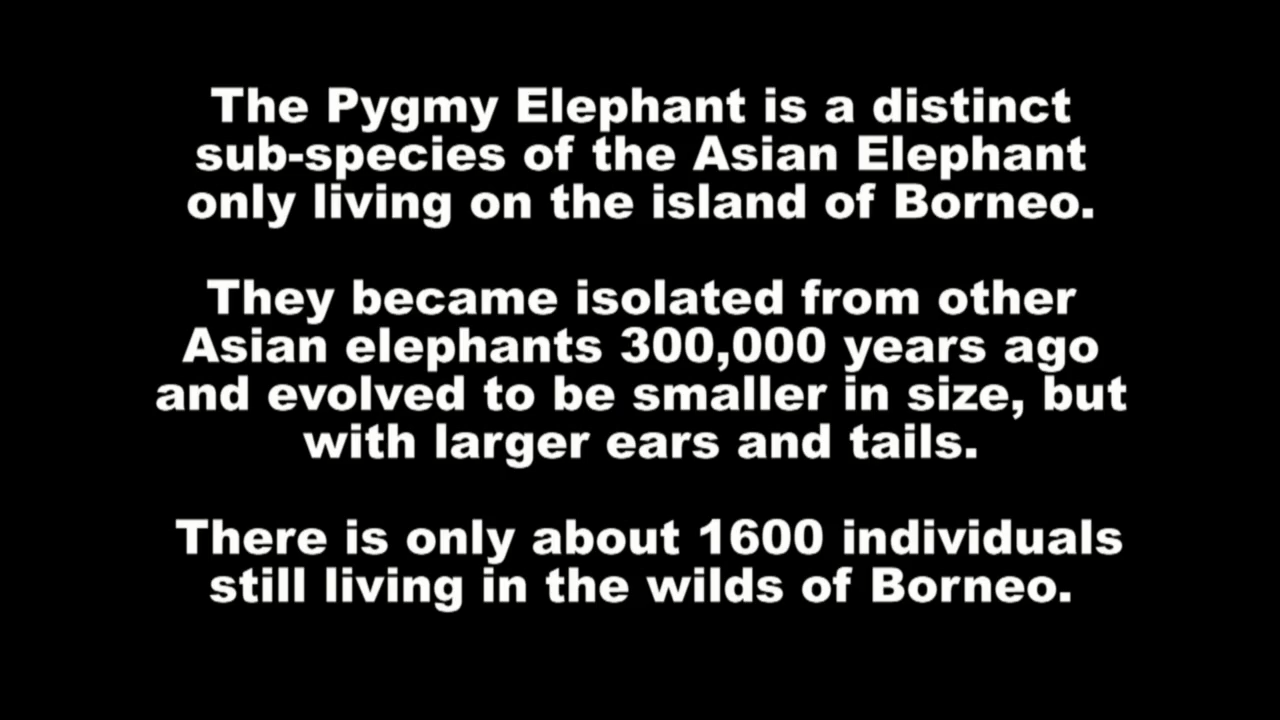 The Pygmy Elephant is a distinct
sub-species of the Asian Elephant
only living on the island of Borneo.
They became isolated from other
Asian elephants 300,000 years ago
and evolved to be smaller in size, but
with larger ears and tails.
There is only about 1600 individuals
still living in the wilds of Borneo.